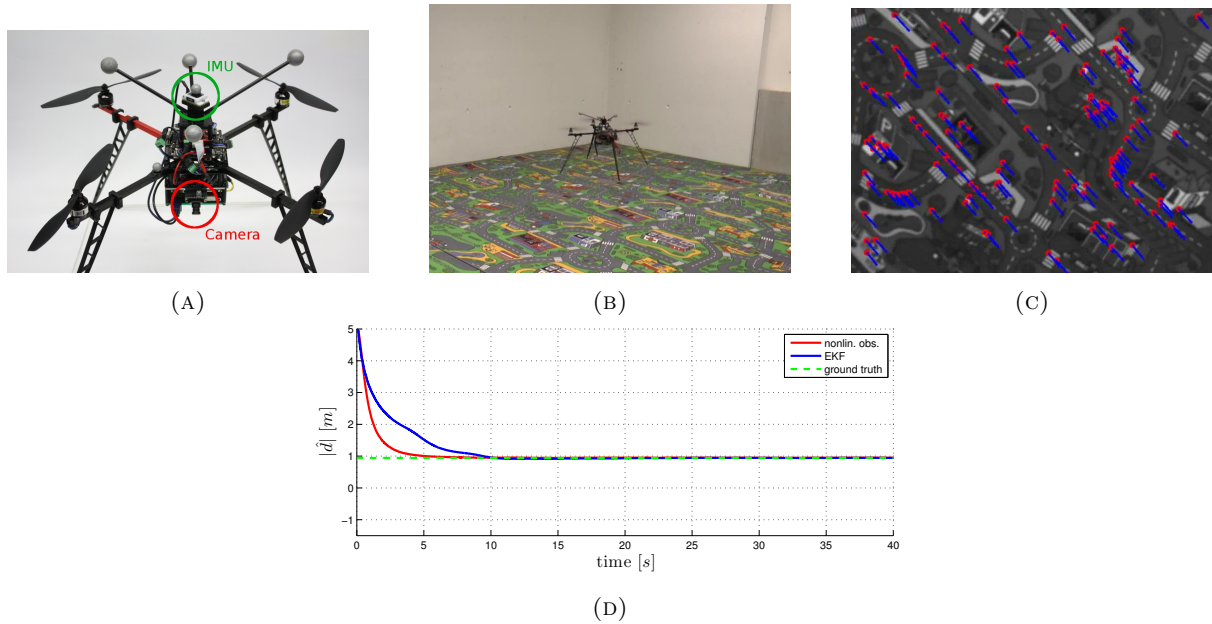 IMU
Camera
P
(A)
(B)
(C)
5
4
3
2
1
0
−1
|d̂| [m]
nonlin. obs.
EKF
ground truth
0 5 10 15 20 25 30 35 40
time [s]
(D)